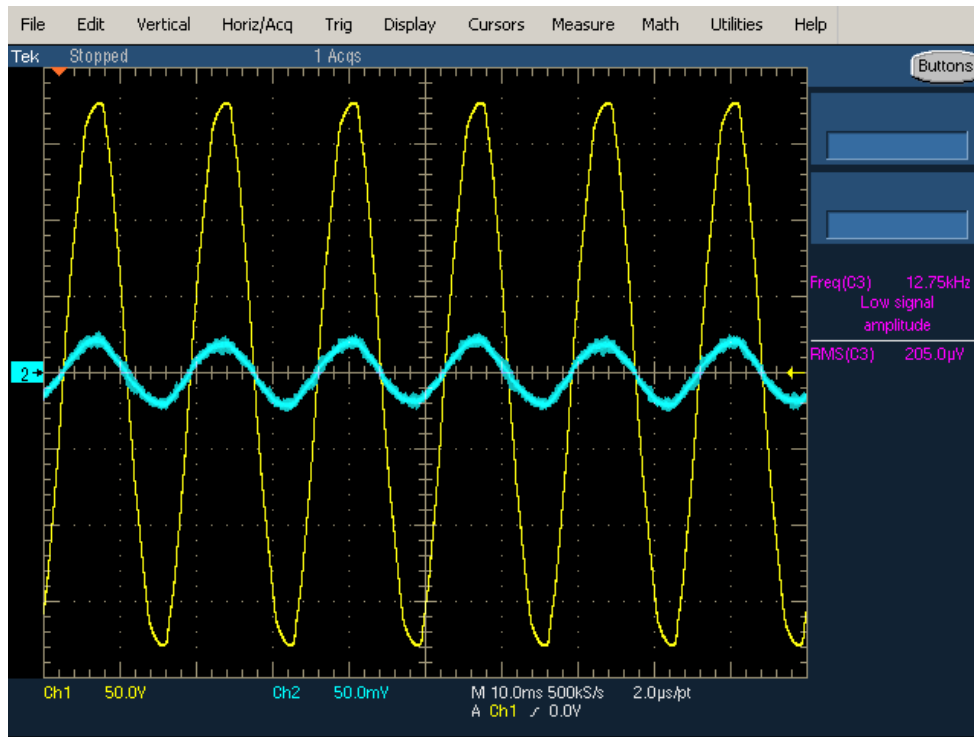 File Edit Vertical Horiz/Acq Trig Display Cursors Measure Math Utilities Help
Tek Stopped 1 Acqs
Buttons
Freq(C3) 12.75kHz
Low signal
amplitude
RMS(C3) 205.0µV
2
Ch1 50.0V Ch2 50.0mV M 10.0ms 500kS/s 2.0µs/pt
A Ch1 / 0.0V